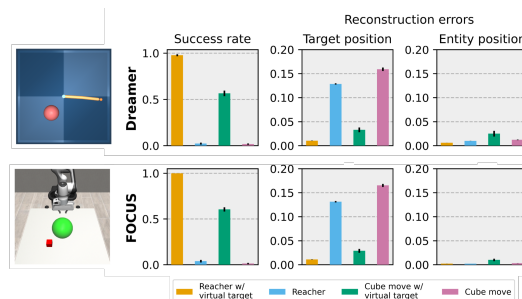 Reconstruction errors
Success rate
Target position
Entity position
Dreamer
1.0
0.5
0.0
0.20
0.15
0.10
0.05
0.00
0.20
0.15
0.10
0.05
0.00
FOCUS
1.0
0.5
0.0
0.20
0.15
0.10
0.05
0.00
0.20
0.15
0.10
0.05
0.00
Reacher w/
virtual target
Reacher
Cube move w/
virtual target
Cube move